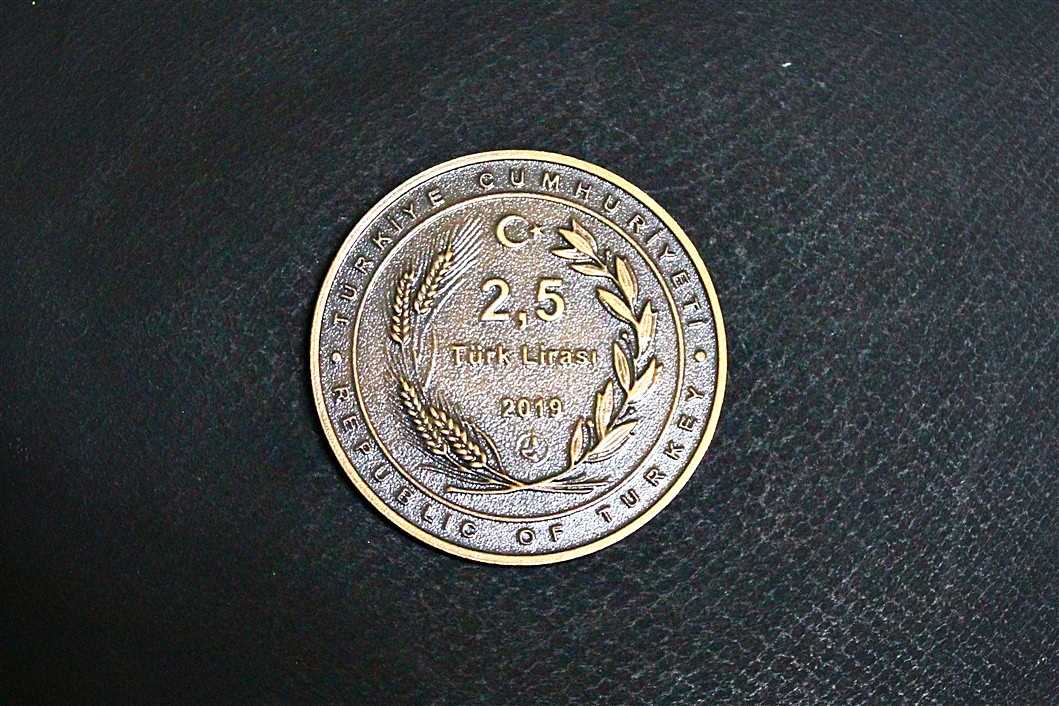 TÜRKİYE CUMHURİYETİ
2,5
Türk Lirası
2019
REPUBLIC OF TURKEY